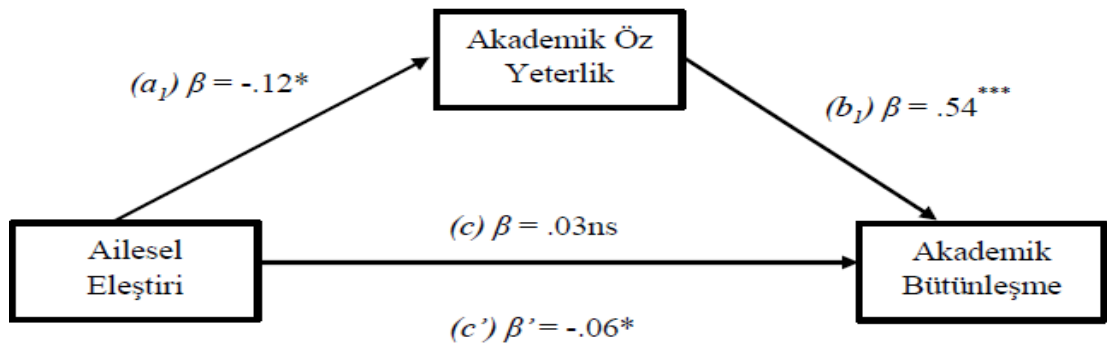 Akademik Öz
Yeterlik
(a₁) β = -.12*
(b₁) β = .54***
Ailesel
Eleştiri
(c) β = .03ns
Akademik
Bütünleşme
(c’) β’ = -.06*